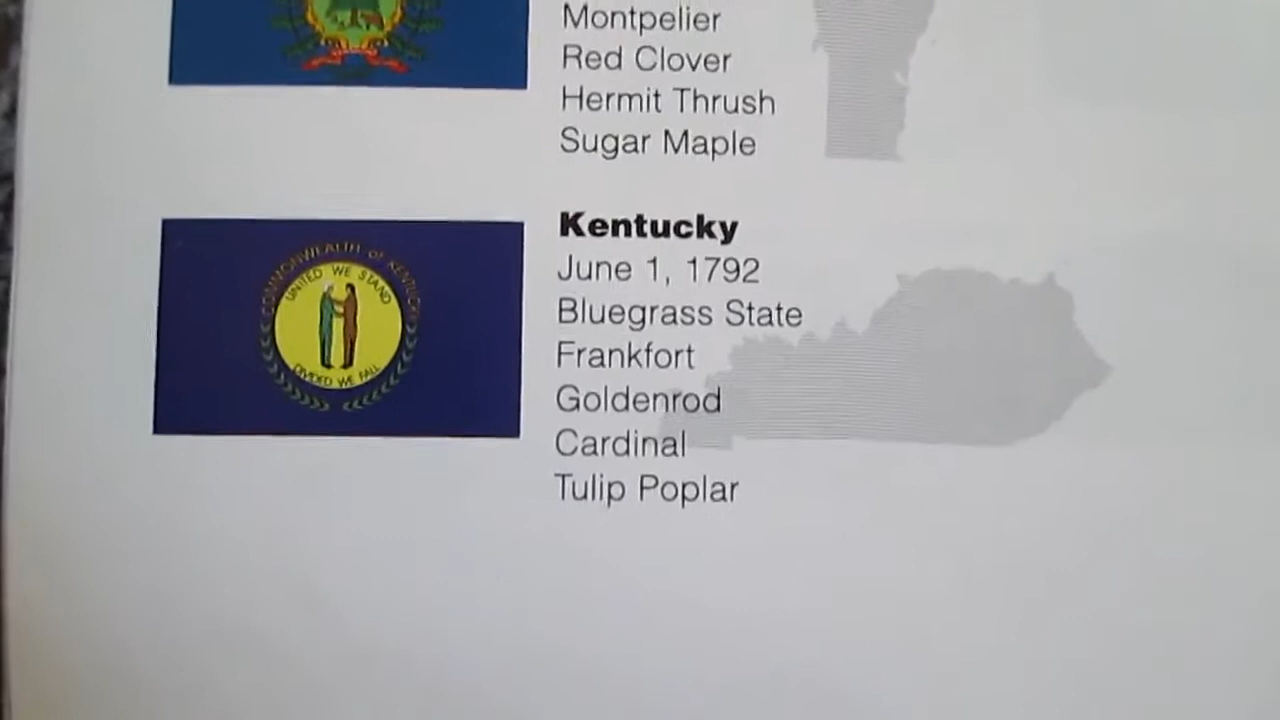 Montpelier
Red Clover
Hermit Thrush
Sugar Maple
COMMONWEALTH of KENTUCKY
UNITED WE STAND
DIVIDED WE FALL
Kentucky
June 1, 1792
Bluegrass State
Frankfort
Goldenrod
Cardinal
Tulip Poplar